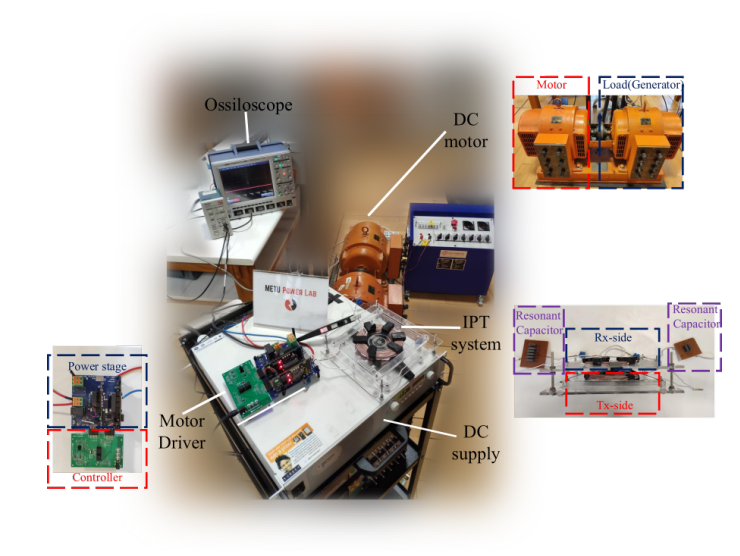 Ossiloscope
DC
motor
Motor
Load(Generator)
METU POWER LAB
IPT
system
Resonant
Capacitor
Rx-side
Resonant
Capacitor
Tx-side
Power stage
Controller
Motor
Driver
DC
supply